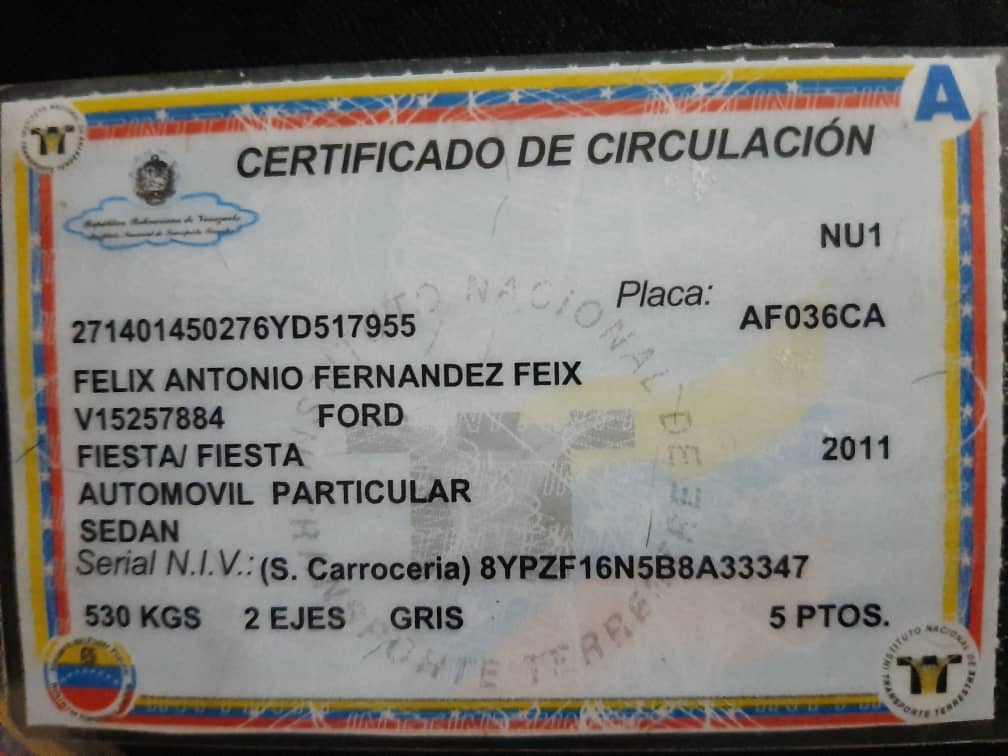 A
CERTIFICADO DE CIRCULACIÓN
República Bolivariana de Venezuela
Instituto Nacional de Transporte Terrestre
NU1
Placa:
271401450276YD517955 AF036CA
FELIX ANTONIO FERNANDEZ FEIX
V15257884 FORD
FIESTA/ FIESTA 2011
AUTOMOVIL PARTICULAR
SEDAN
Serial N.I.V.: (S. Carroceria) 8YPZF16N5B8A33347
530 KGS 2 EJES GRIS 5 PTOS.
INSTITUTO NACIONAL DE TRANSPORTE TERRESTRE